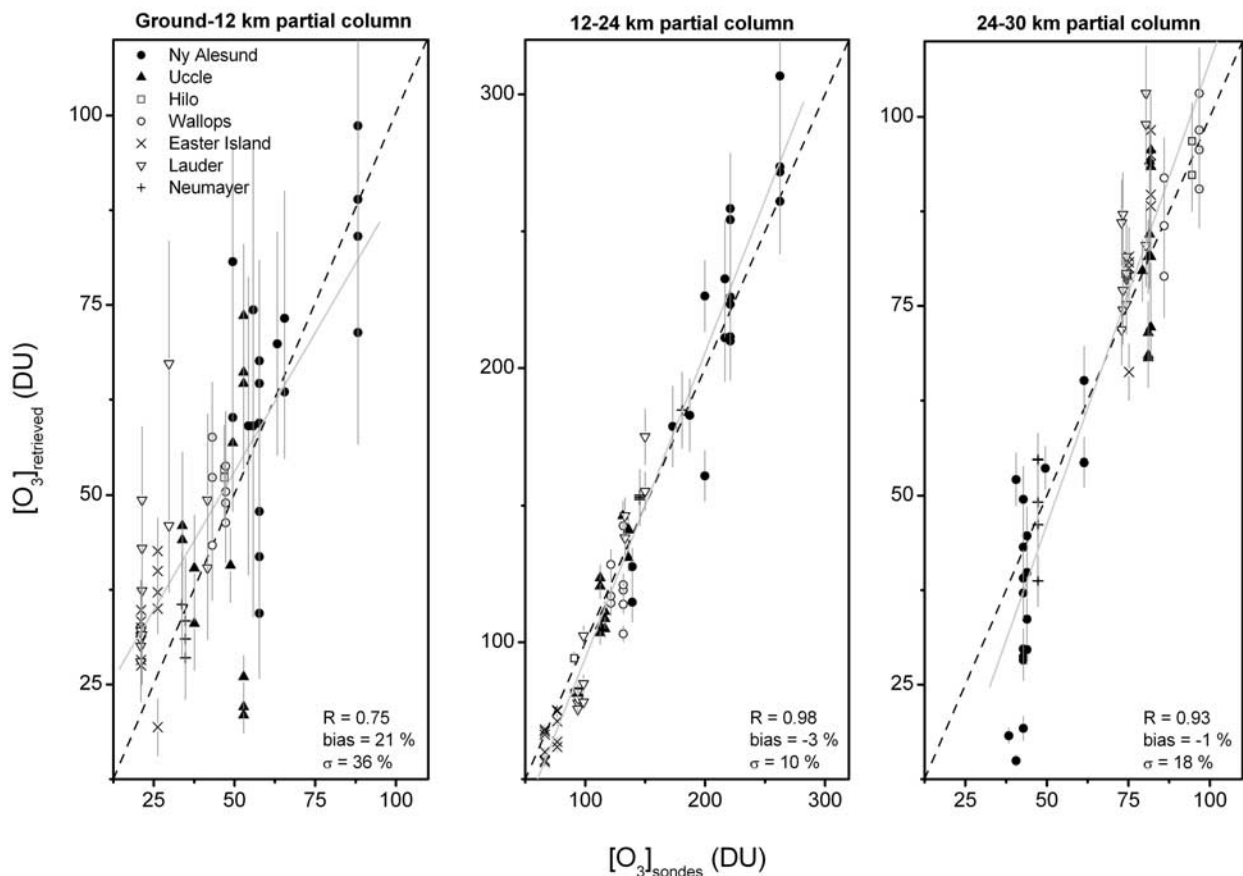 Ground-12 km partial column
12-24 km partial column
24-30 km partial column
Ny Alesund
Uccle
Hilo
Wallops
Easter Island
Lauder
Neumayer
100
75
50
25
R = 0.75
bias = 21 %
σ = 36 %
25 50 75 100
300
200
100
R = 0.98
bias = -3 %
σ = 10 %
100 200 300
100
75
50
25
R = 0.93
bias = -1 %
σ = 18 %
25 50 75 100
[O3]retrieved (DU)
[O3]sondes (DU)